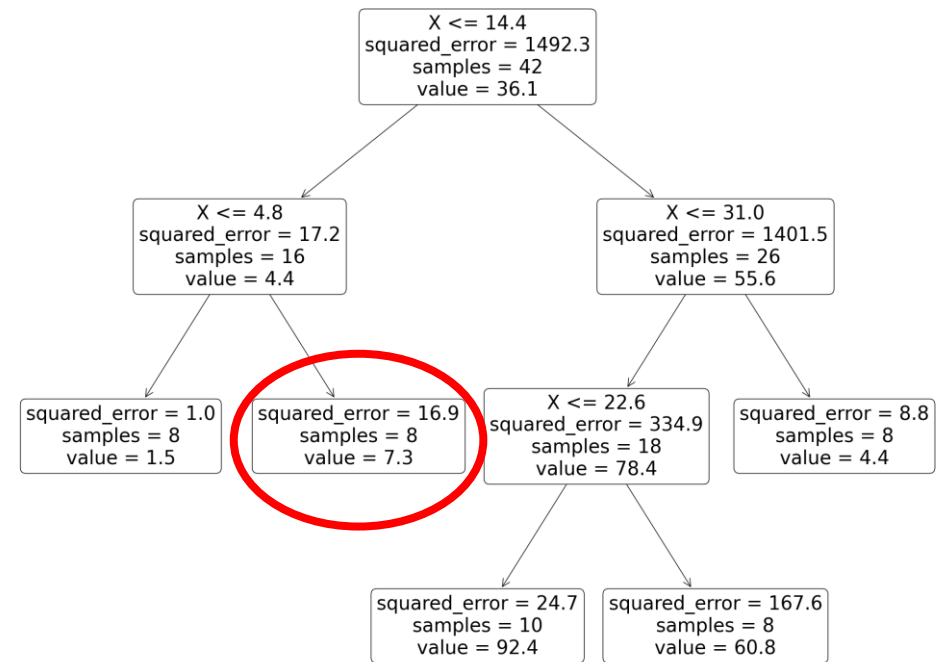 X <= 14.4
squared_error = 1492.3
samples = 42
value = 36.1
X <= 4.8
squared_error = 17.2
samples = 16
value = 4.4
X <= 31.0
squared_error = 1401.5
samples = 26
value = 55.6
squared_error = 1.0
samples = 8
value = 1.5
squared_error = 16.9
samples = 8
value = 7.3
X <= 22.6
squared_error = 334.9
samples = 18
value = 78.4
squared_error = 8.8
samples = 8
value = 4.4
squared_error = 24.7
samples = 10
value = 92.4
squared_error = 167.6
samples = 8
value = 60.8